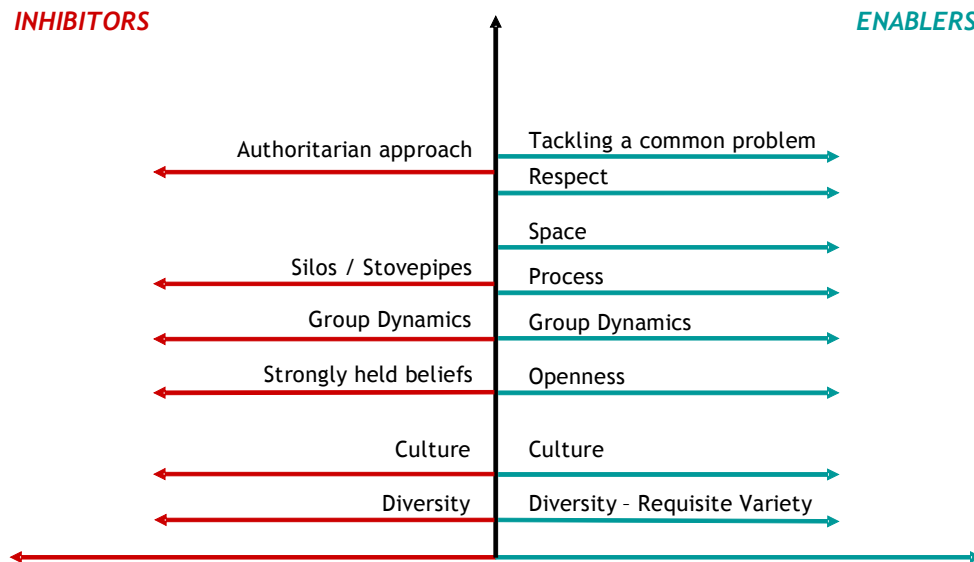 INHIBITORS
ENABLERS
Authoritarian approach
Tackling a common problem
Respect
Space
Silos / Stovepipes
Process
Group Dynamics
Group Dynamics
Strongly held beliefs
Openness
Culture
Culture
Diversity
Diversity – Requisite Variety